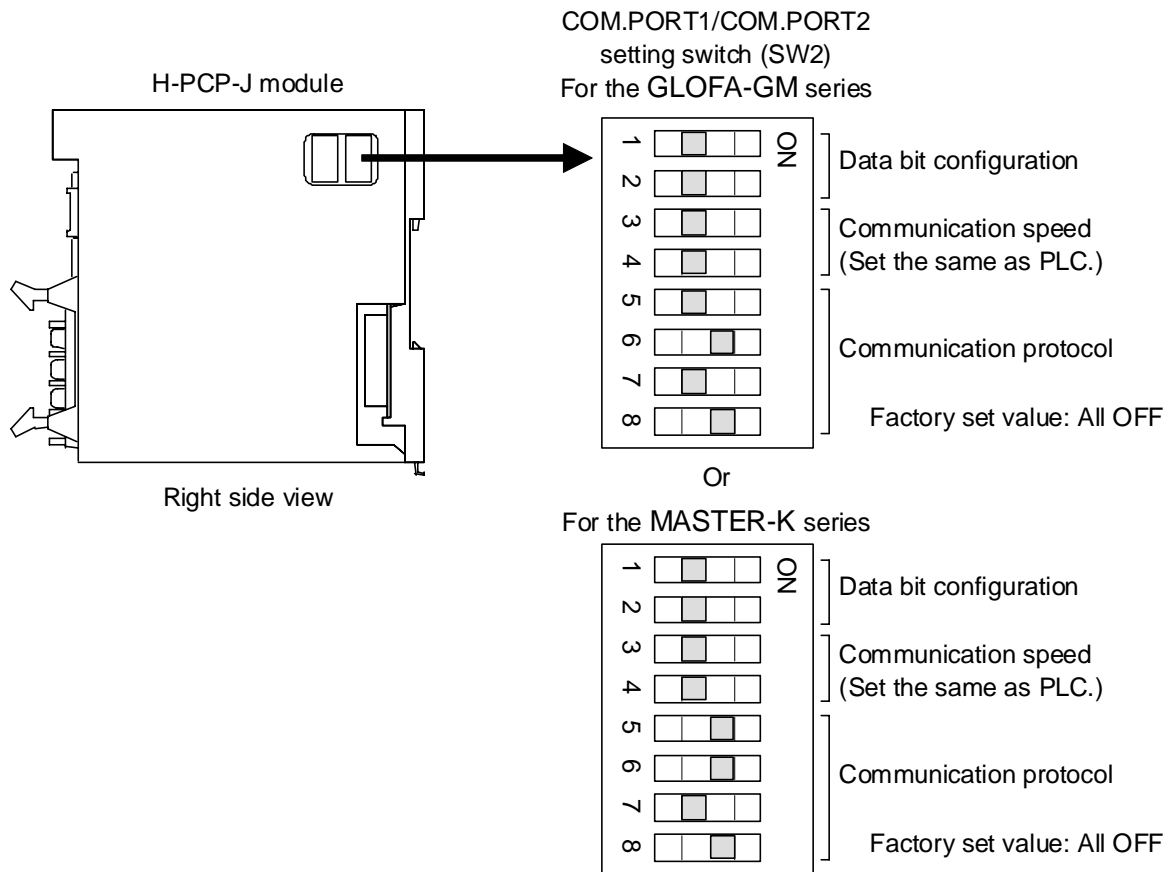 COM.PORT1/COM.PORT2
setting switch (SW2)
H-PCP-J module
For the GLOFA-GM series
ON
1
2
Data bit configuration
3
4
Communication speed
(Set the same as PLC.)
5
6
7
8
Communication protocol
Factory set value: All OFF
Right side view
Or
For the MASTER-K series
ON
1
2
Data bit configuration
3
4
Communication speed
(Set the same as PLC.)
5
6
7
8
Communication protocol
Factory set value: All OFF